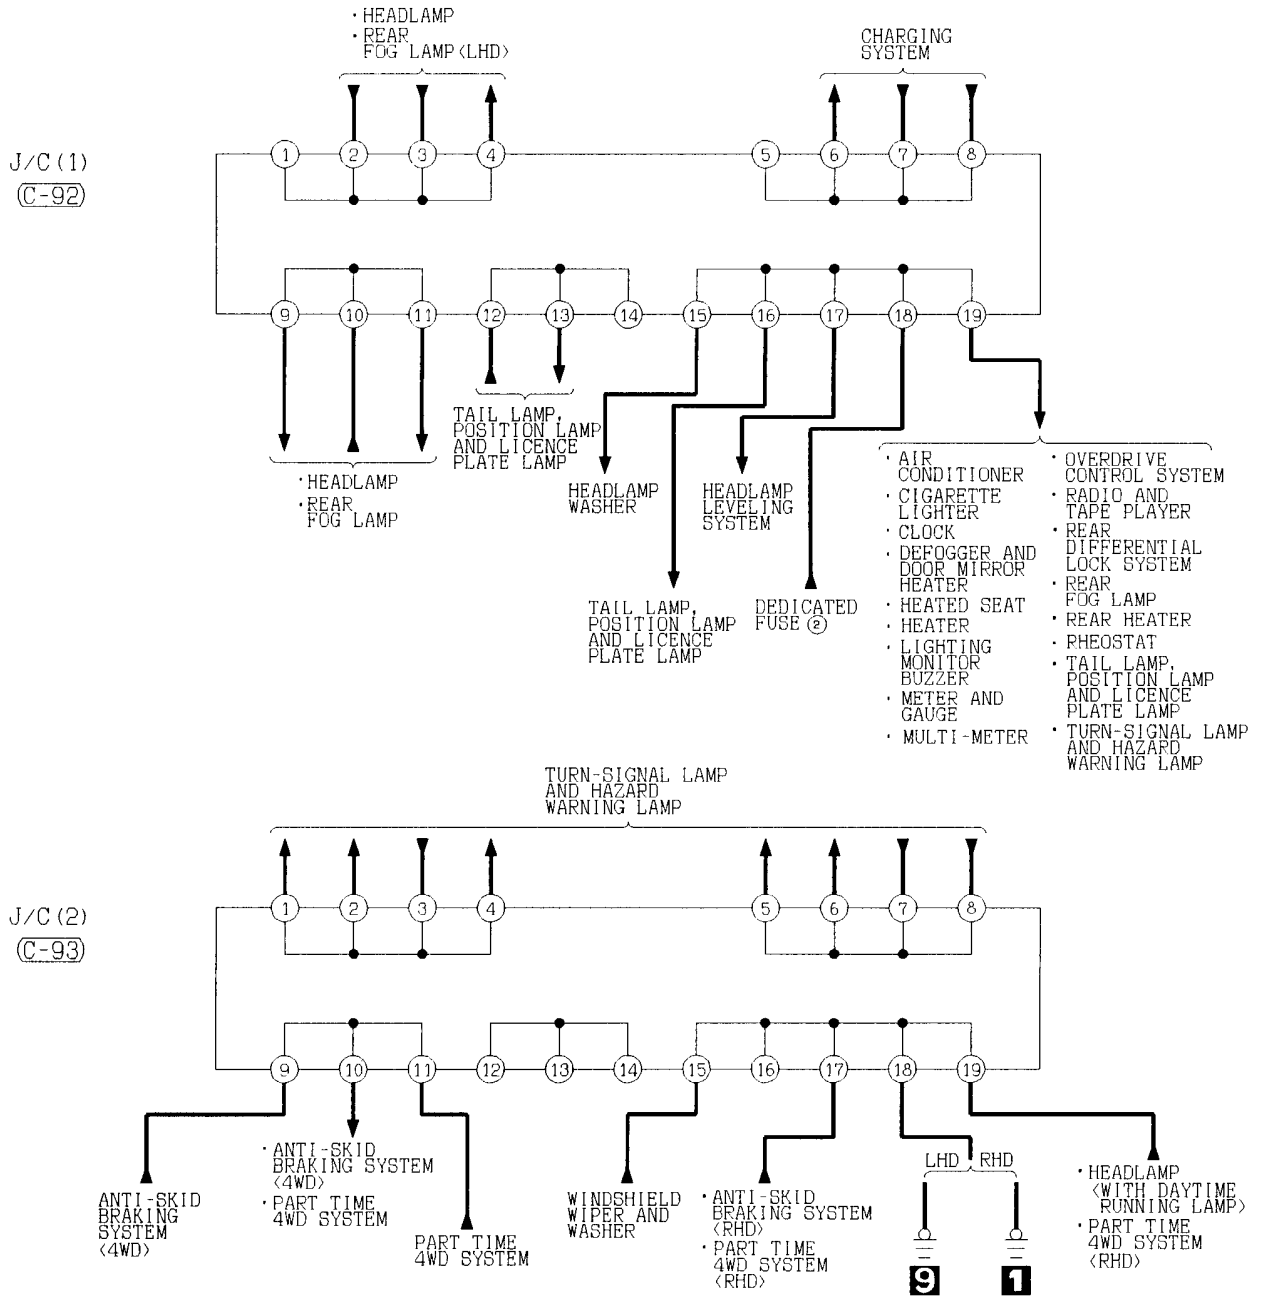 · HEADLAMP
· REAR
FOG LAMP<LHD>
CHARGING
SYSTEM
J/C (1)
C-92
1 2 3 4 5 6 7 8
9 10 11 12 13 14 15 16 17 18 19
TAIL LAMP,
POSITION LAMP
AND LICENCE
PLATE LAMP
· HEADLAMP
· REAR
FOG LAMP
HEADLAMP
WASHER
HEADLAMP
LEVELING
SYSTEM
TAIL LAMP,
POSITION LAMP
AND LICENCE
PLATE LAMP
DEDICATED
FUSE ②
· AIR
CONDITIONER
· CIGARETTE
LIGHTER
· CLOCK
· DEFOGGER AND
DOOR MIRROR
HEATER
· HEATED SEAT
· HEATER
· LIGHTING
MONITOR
BUZZER
· METER AND
GAUGE
· MULTI-METER
· OVERDRIVE
CONTROL SYSTEM
· RADIO AND
TAPE PLAYER
· REAR
DIFFERENTIAL
LOCK SYSTEM
· REAR
FOG LAMP
· REAR HEATER
· RHEOSTAT
· TAIL LAMP,
POSITION LAMP
AND LICENCE
PLATE LAMP
· TURN-SIGNAL LAMP
AND HAZARD
WARNING LAMP
TURN-SIGNAL LAMP
AND HAZARD
WARNING LAMP
J/C (2)
C-93
1 2 3 4 5 6 7 8
9 10 11 12 13 14 15 16 17 18 19
ANTI-SKID
BRAKING
SYSTEM
<4WD>
· ANTI-SKID
BRAKING SYSTEM
<4WD>
· PART TIME
4WD SYSTEM
PART TIME
4WD SYSTEM
WINDSHIELD
WIPER AND
WASHER
· ANTI-SKID
BRAKING SYSTEM
<RHD>
· PART TIME
4WD SYSTEM
<RHD>
LHD RHD
9 1
· HEADLAMP
<WITH DAYTIME
RUNNING LAMP>
· PART TIME
4WD SYSTEM
<RHD>